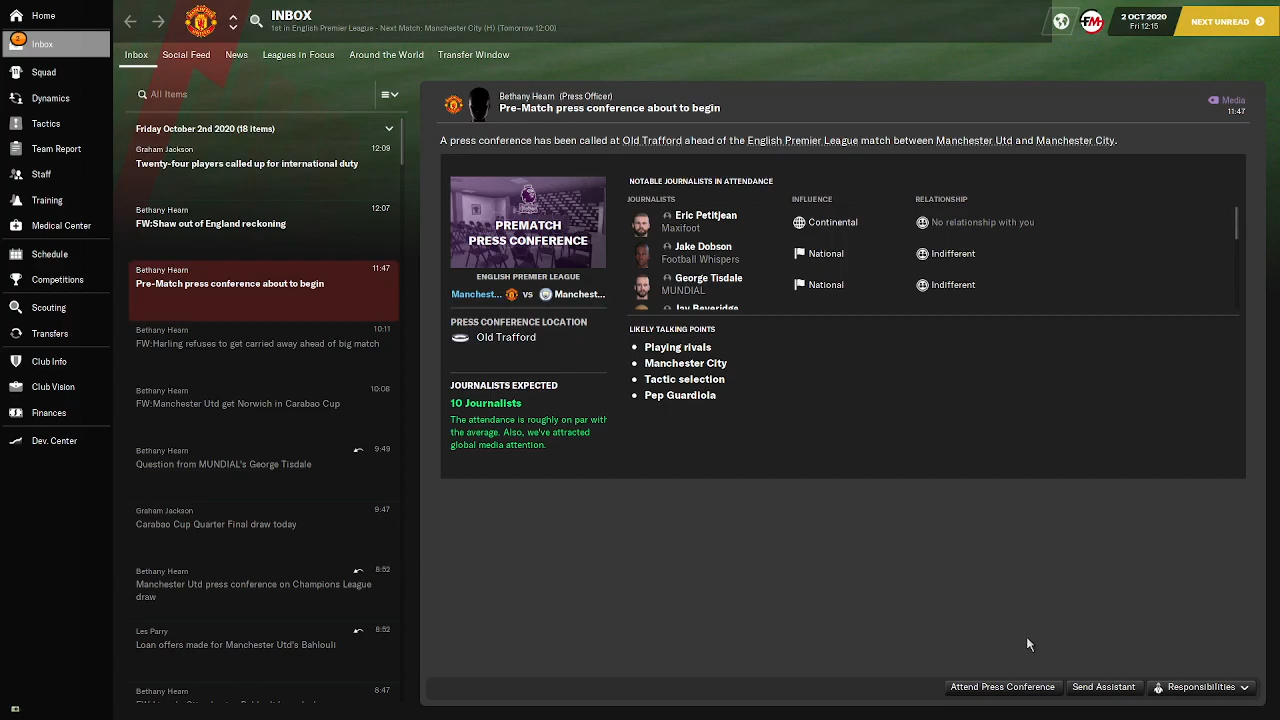 Home
2
Inbox
Squad
Dynamics
Tactics
Team Report
Staff
Training
Medical Center
Schedule
Competitions
Scouting
Transfers
Club Info
Club Vision
Finances
Dev. Center
INBOX
1st in English Premier League - Next Match: Manchester City (H) (Tomorrow 12:00)
FM
2 OCT 2020
Fri 12:15
NEXT UNREAD
Inbox
Social Feed
News
Leagues In Focus
Around the World
Transfer Window
All Items
Friday October 2nd 2020 (18 items)
Graham Jackson 12:09
Twenty-four players called up for international duty
Bethany Hearn 12:07
FW:Shaw out of England reckoning
Bethany Hearn 11:47
Pre-Match press conference about to begin
Bethany Hearn 10:11
FW:Harling refuses to get carried away ahead of big match
Bethany Hearn 10:08
FW:Manchester Utd get Norwich in Carabao Cup
Bethany Hearn 9:49
Question from MUNDIAL's George Tisdale
Graham Jackson 9:47
Carabao Cup Quarter Final draw today
Bethany Hearn 8:52
Manchester Utd press conference on Champions League
draw
Les Parry 8:52
Loan offers made for Manchester Utd's Bahlouli
Bethany Hearn 8:47
Bethany Hearn (Press Officer)
Pre-Match press conference about to begin
Media
11:47
A press conference has been called at Old Trafford ahead of the English Premier League match between Manchester Utd and Manchester City.
PREMATCH
PRESS CONFERENCE
ENGLISH PREMIER LEAGUE
Manchest... vs Manchest...
PRESS CONFERENCE LOCATION
Old Trafford
JOURNALISTS EXPECTED
10 Journalists
The attendance is roughly on par with
the average. Also, we've attracted
global media attention.
NOTABLE JOURNALISTS IN ATTENDANCE
JOURNALISTS INFLUENCE RELATIONSHIP
Eric Petitjean
Maxifoot
Continental
No relationship with you
Jake Dobson
Football Whispers
National
Indifferent
George Tisdale
MUNDIAL
National
Indifferent
Jay Beveridge
LIKELY TALKING POINTS
Playing rivals
Manchester City
Tactic selection
Pep Guardiola
Attend Press Conference
Send Assistant
Responsibilities